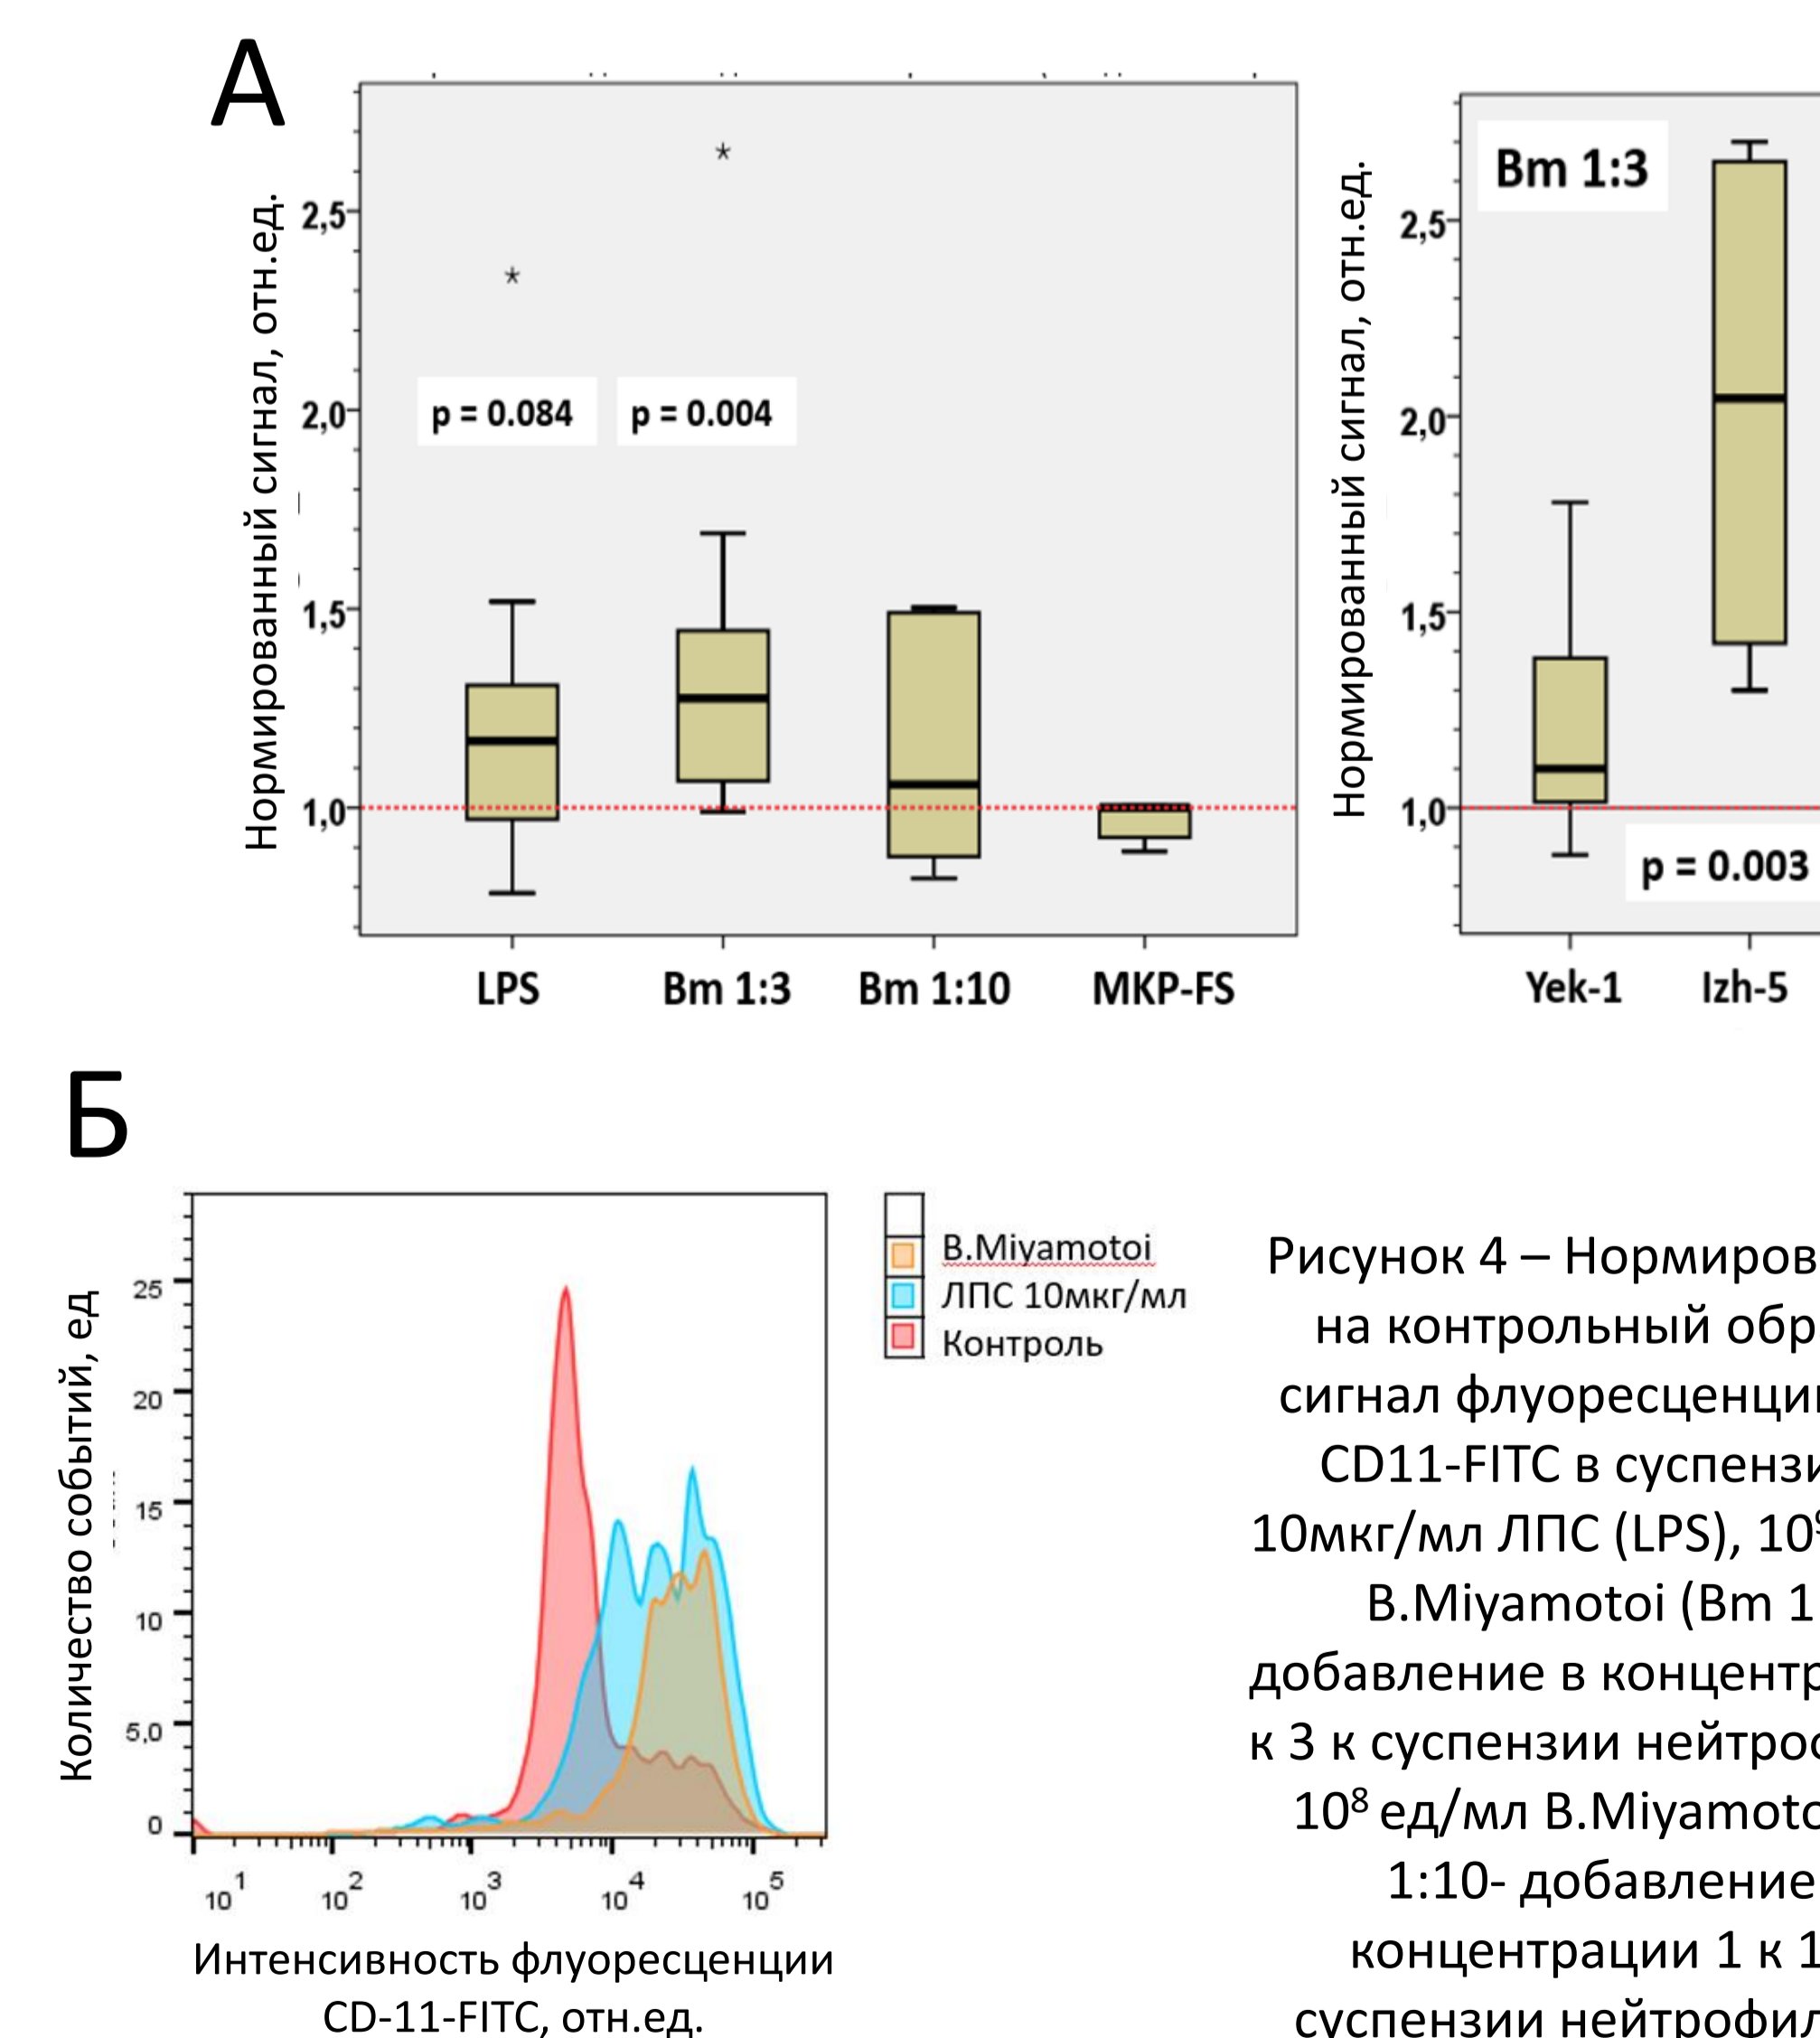 А
Нормированный сигнал, отн.ед.
2,5
2,0
1,5
1,0
*
*
p = 0.084
p = 0.004
LPS
Bm 1:3
Bm 1:10
MKP-FS
Нормированный сигнал, отн.ед.
2,5
2,0
1,5
1,0
Bm 1:3
p = 0.003
Yek-1
Izh-5
Б
Количество событий, ед
25
20
15
10
5,0
0
10¹
10²
10³
10⁴
10⁵
Интенсивность флуоресценции
CD-11-FITC, отн.ед.
B.Miyamotoi
ЛПС 10мкг/мл
Контроль
Рисунок 4 – Нормиров
на контрольный обр
сигнал флуоресценци
CD11-FITC в суспензи
10мкг/мл ЛПС (LPS), 10⁹
B.Miyamotoi (Bm 1
добавление в концентр
к 3 к суспензии нейтро
10⁸ ед/мл B.Miyamoto
1:10- добавление
концентрации 1 к 1
суспензии нейтрофил